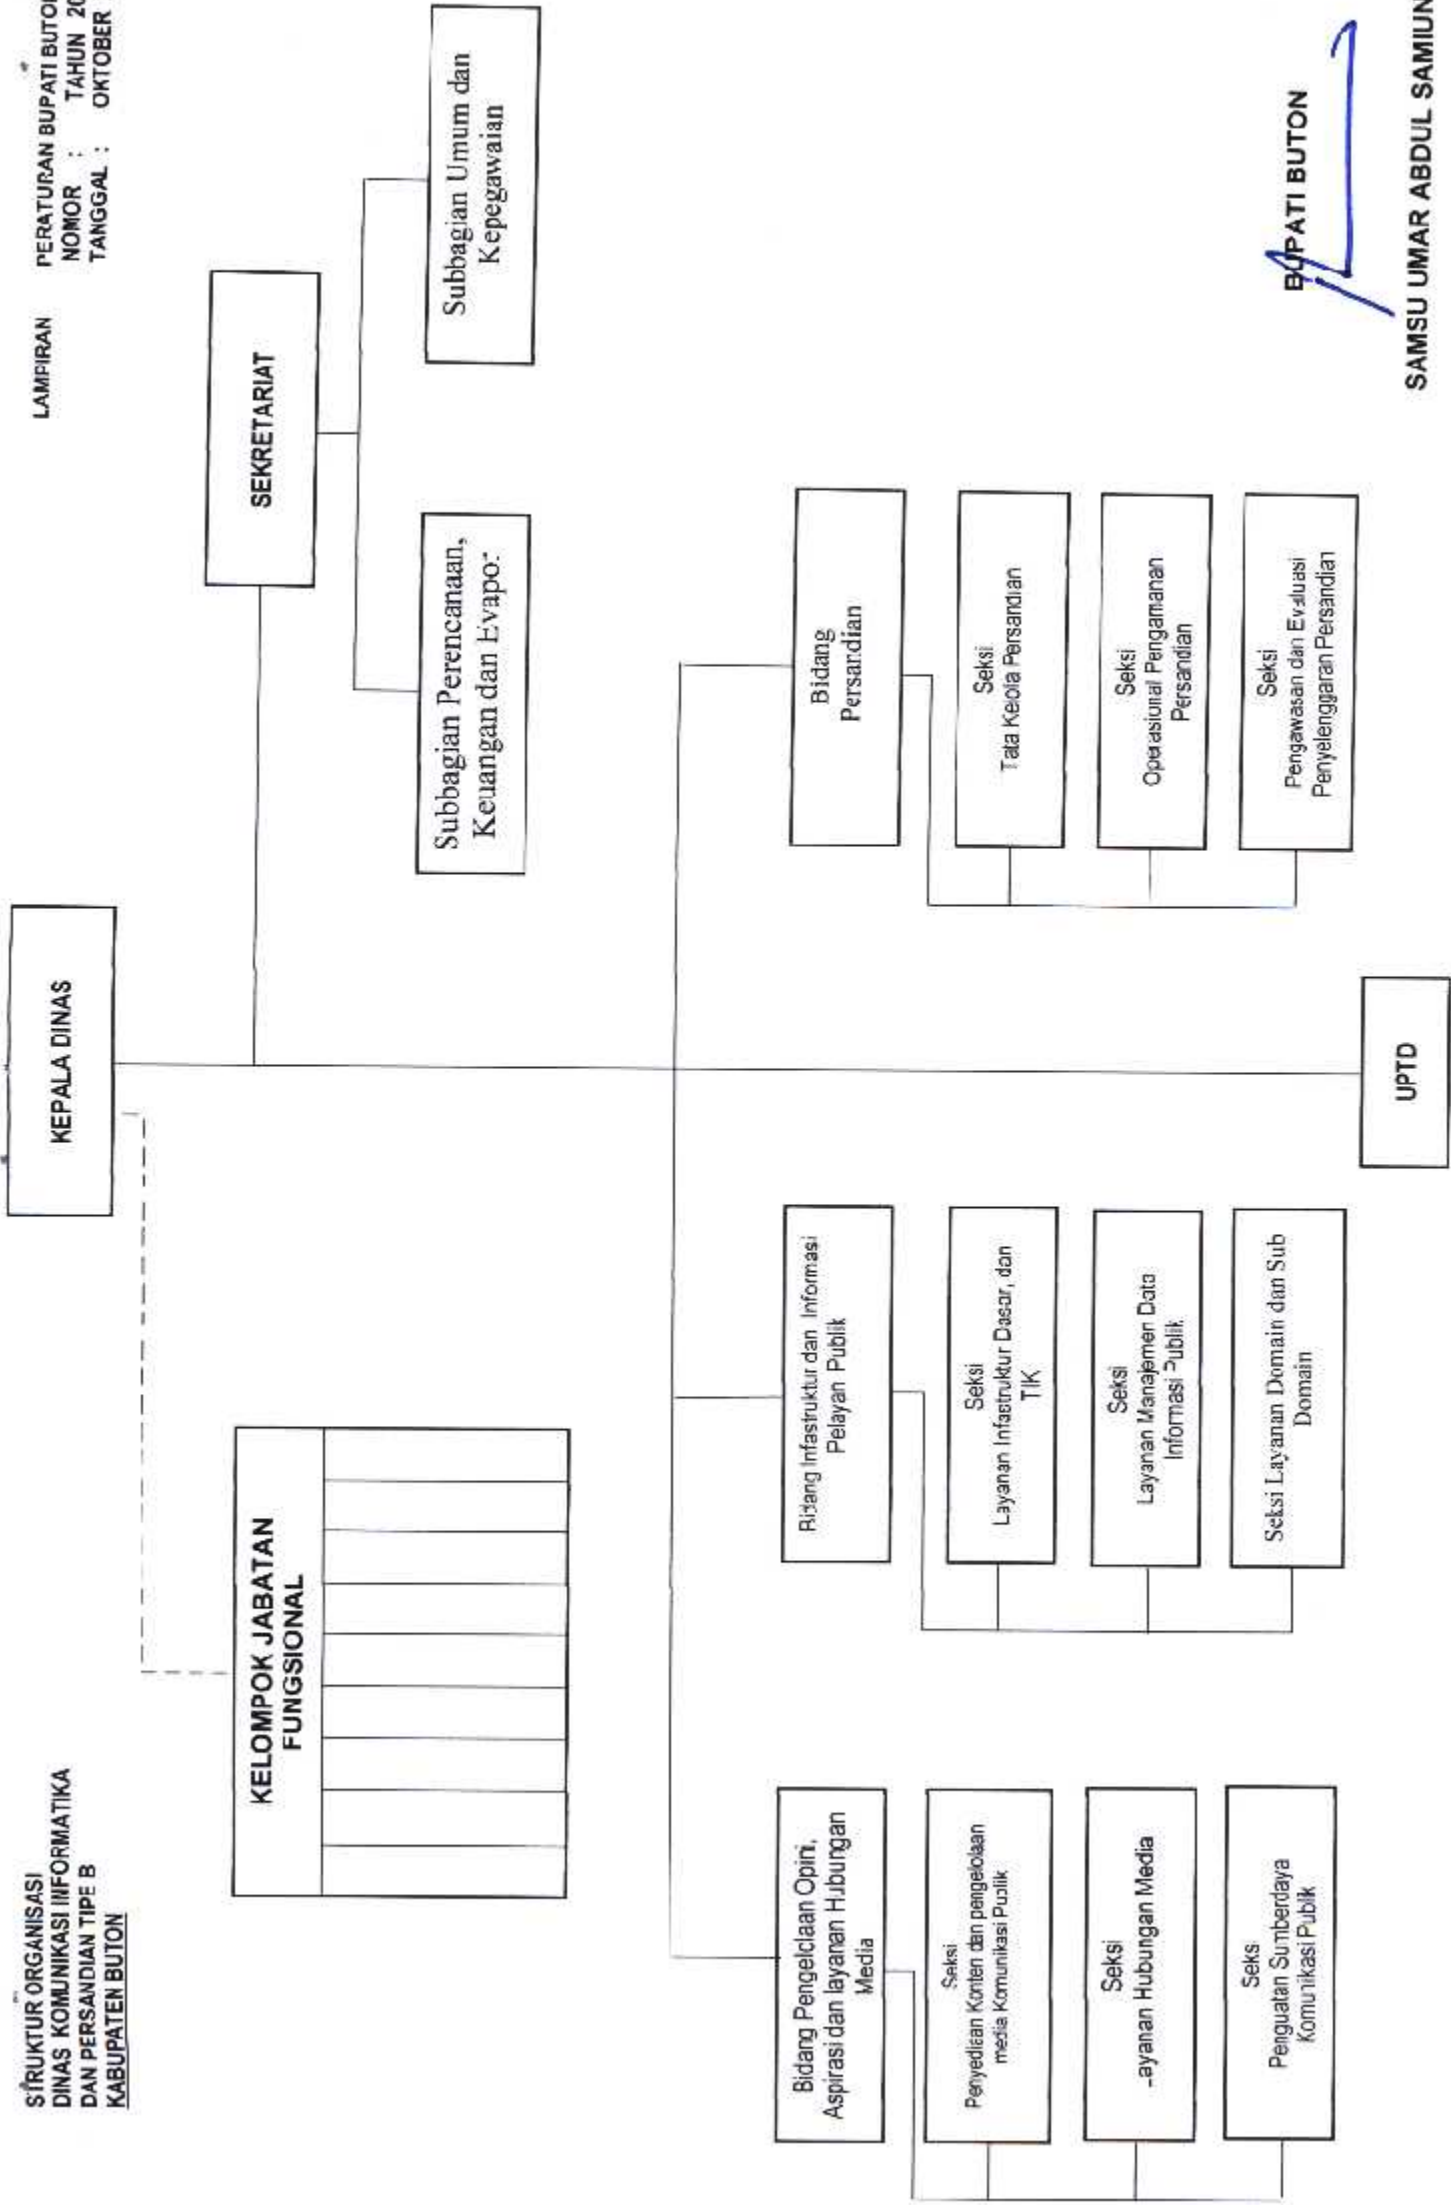 STRUKTUR ORGANISASI
DINAS KOMUNIKASI INFORMATIKA
DAN PERSANDIAN TIPE B
KABUPATEN BUTON
LAMPIRAN PERATURAN BUPATI BUTON
NOMOR : TAHUN 20
TANGGAL : OKTOBER
KEPALA DINAS
KELOMPOK JABATAN
FUNGSIONAL
SEKRETARIAT
Subbagian Perencanaan,
Keuangan dan Evapor
Subbagian Umum dan
Kepegawaian
Bidang Pengelolaan Opini,
Aspirasi dan layanan Hubungan
Media
Seksi
Penyediaan Konten dan pengelolaan
media Komunikasi Publik
Seksi
Layanan Hubungan Media
Seksi
Penguatan Sumberdaya
Komunikasi Publik
Bidang Infastruktur dan Informasi
Pelayan Publik
Seksi
Layanan Infastruktur Dasar, dan
TIK
Seksi
Layanan Manajemen Data
Informasi Publik
Seksi Layanan Domain dan Sub
Domain
Bidang
Persandian
Seksi
Tata Kelola Persandian
Seksi
Operasional Pengamanan
Persandian
Seksi
Pengawasan dan Evaluasi
Penyelenggaran Persandian
UPTD
BUPATI BUTON
SAMSU UMAR ABDUL SAMIUN